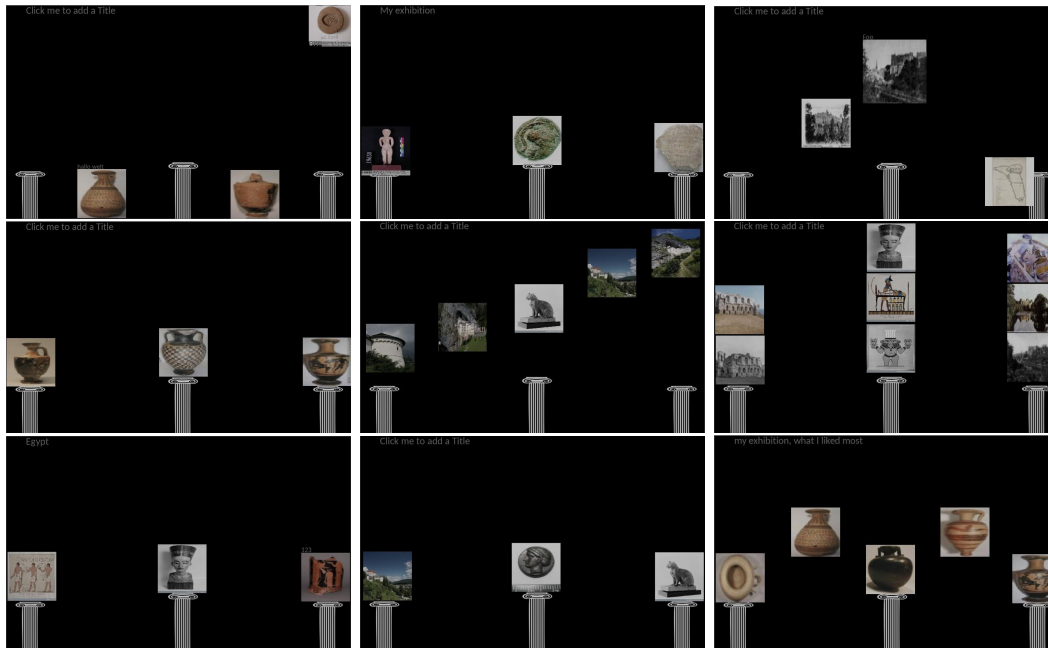 Click me to add a Title
hallo welt
My exhibition
Click me to add a Title
Foo
Click me to add a Title
Click me to add a Title
Click me to add a Title
Egypt
123
Click me to add a Title
my exhibition, what I liked most